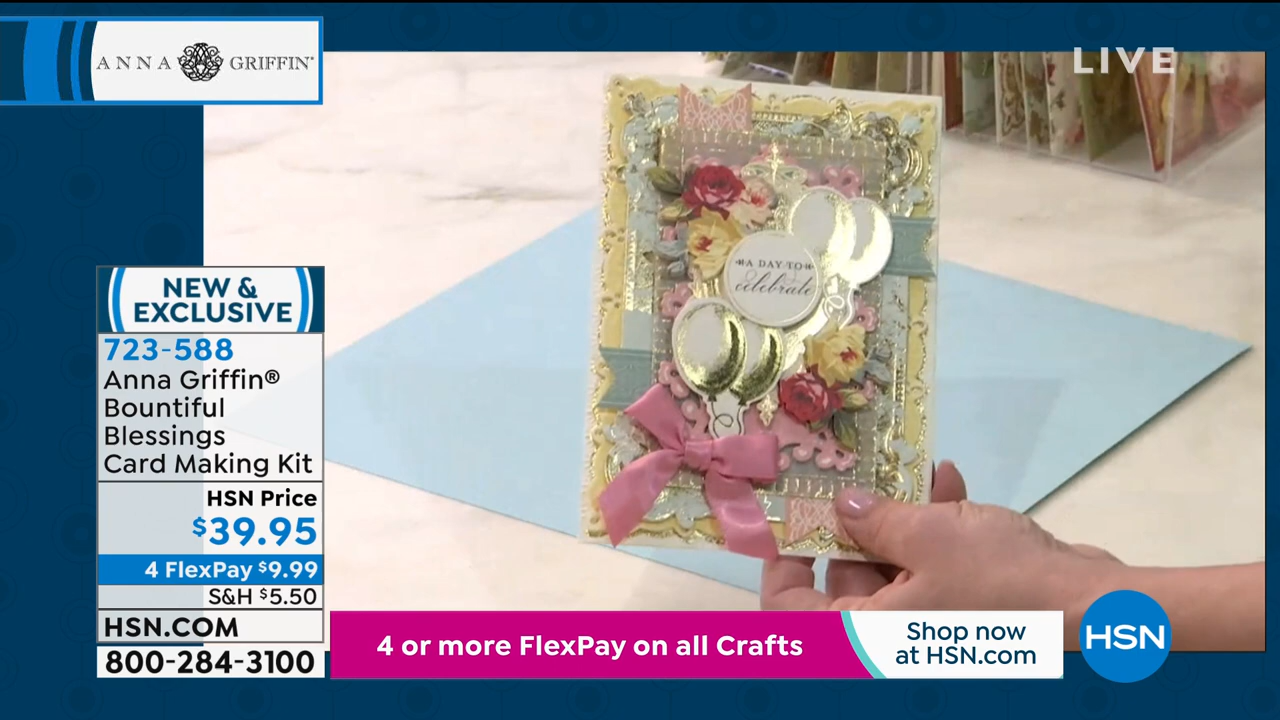 ANNA GRIFFIN®
LIVE
A DAY TO
celebrate
NEW &
EXCLUSIVE
723-588
Anna Griffin®
Bountiful
Blessings
Card Making Kit
HSN Price
$39.95
4 FlexPay $9.99
S&H $5.50
HSN.COM
800-284-3100
4 or more FlexPay on all Crafts
Shop now
at HSN.com
HSN